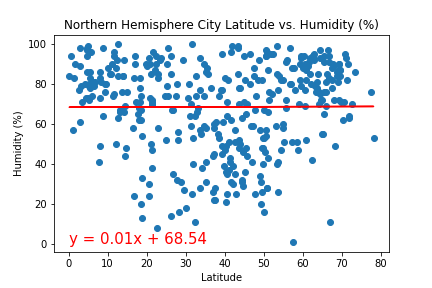 Northern Hemisphere City Latitude vs. Humidity (%)
100
80
60
40
20
0
Humidity (%)
y = 0.01x + 68.54
0 10 20 30 40 50 60 70 80
Latitude